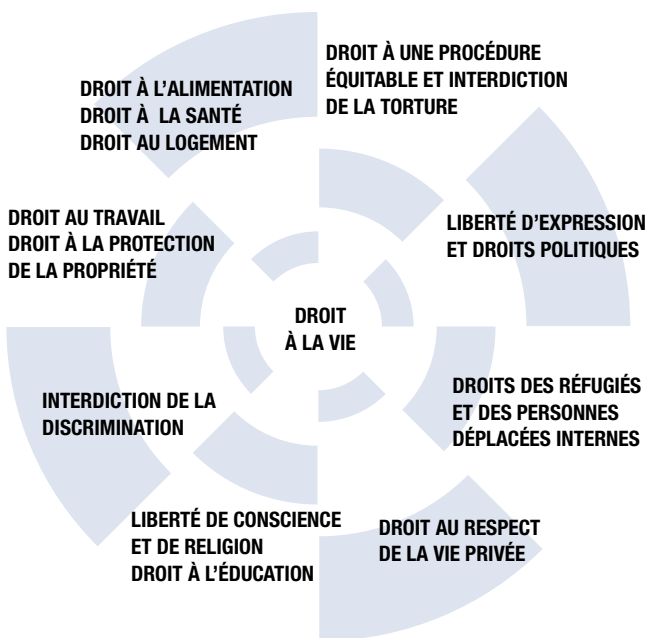 DROIT À UNE PROCÉDURE
ÉQUITABLE ET INTERDICTION
DE LA TORTURE
DROIT À L'ALIMENTATION
DROIT À LA SANTÉ
DROIT AU LOGEMENT
DROIT AU TRAVAIL
DROIT À LA PROTECTION
DE LA PROPRIÉTÉ
LIBERTÉ D'EXPRESSION
ET DROITS POLITIQUES
DROIT
À LA VIE
DROITS DES RÉFUGIÉS
ET DES PERSONNES
DÉPLACÉES INTERNES
INTERDICTION DE LA
DISCRIMINATION
LIBERTÉ DE CONSCIENCE
ET DE RELIGION
DROIT À L'ÉDUCATION
DROIT AU RESPECT
DE LA VIE PRIVÉE